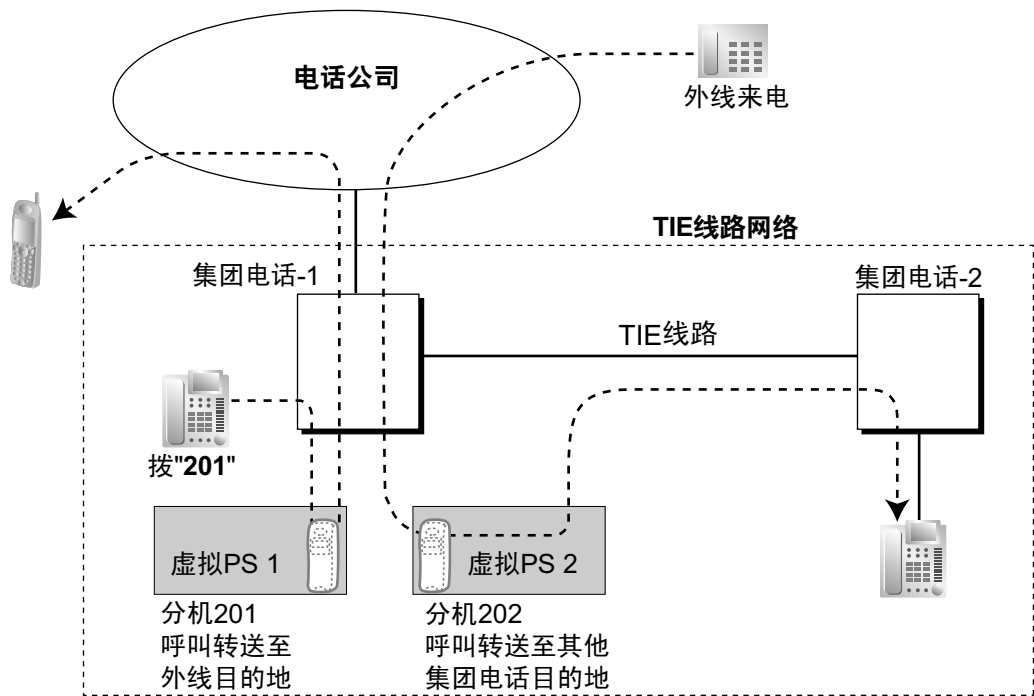 电话公司
外线来电
TIE线路网络
集团电话-1
集团电话-2
TIE线路
拨"201"
虚拟PS 1
虚拟PS 2
分机201
呼叫转送至
外线目的地
分机202
呼叫转送至其他
集团电话目的地